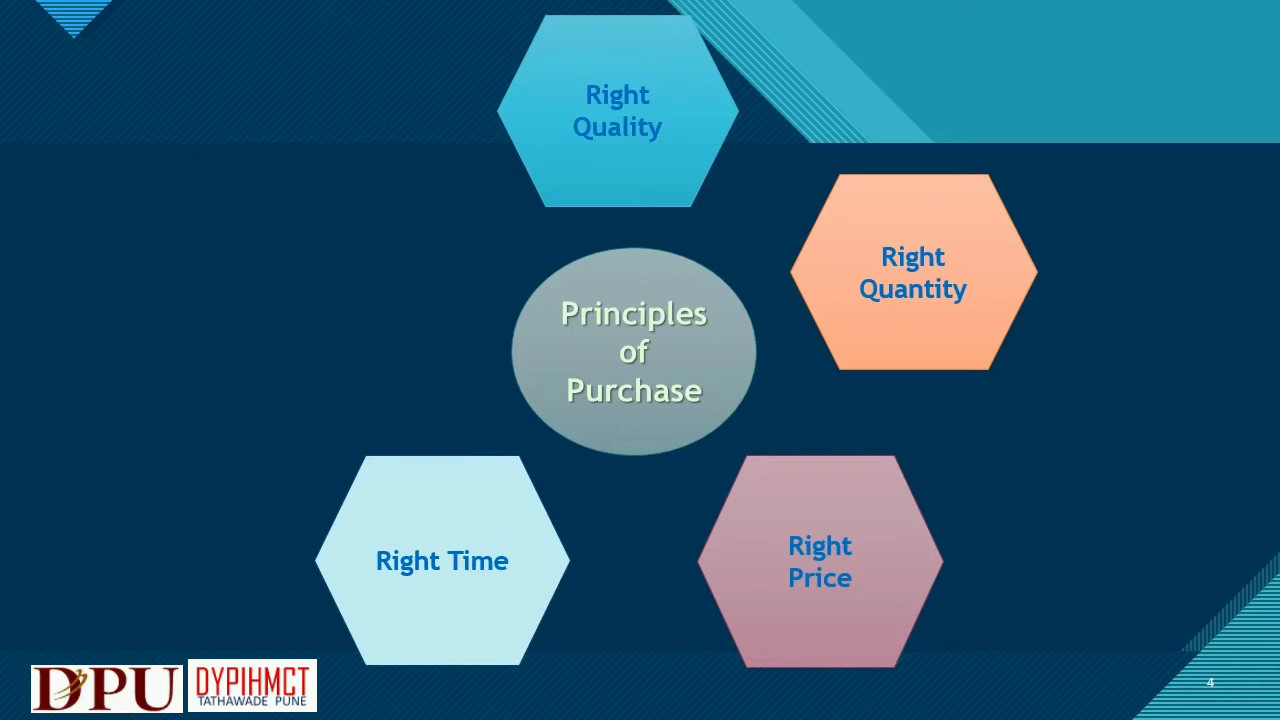 Right
Quality
Right
Quantity
Principles
of
Purchase
Right Time
Right
Price
DPU
DYPIHMCT
TATHAWADE PUNE
4